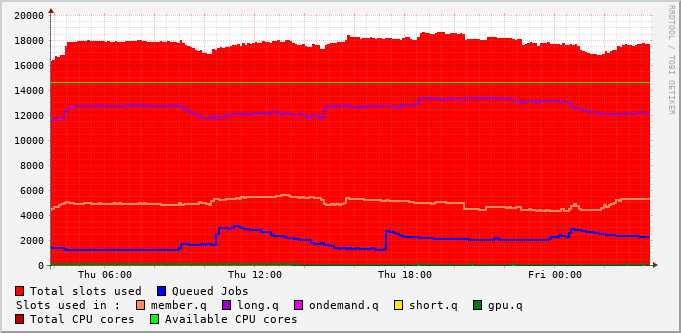 20000
18000
16000
14000
12000
10000
8000
6000
4000
2000
0
Thu 06:00 Thu 12:00 Thu 18:00 Fri 00:00
RRDTOOL / TOBI OETIKER
Total slots used Queued Jobs
Slots used in : member.q long.q ondemand.q short.q gpu.q
Total CPU cores Available CPU cores